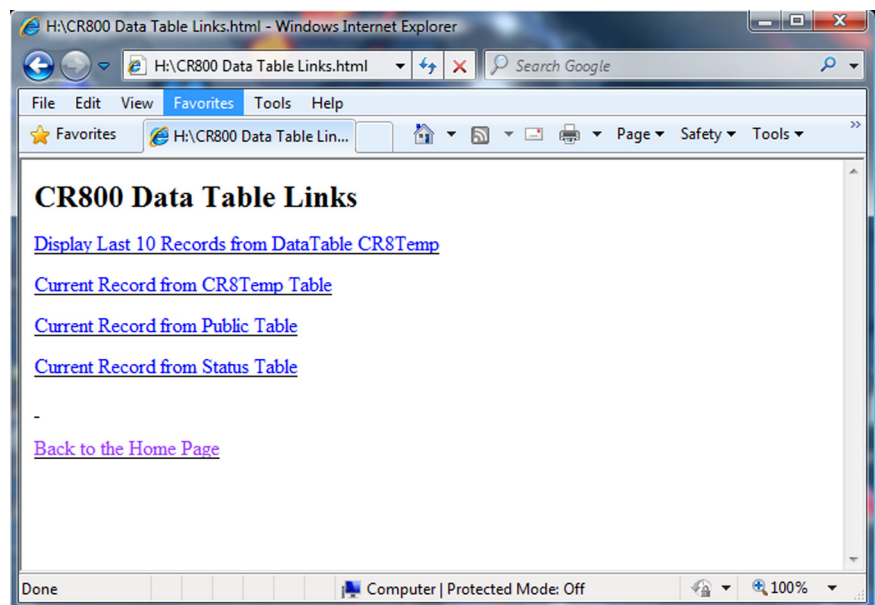 H:\CR800 Data Table Links.html - Windows Internet Explorer
H:\CR800 Data Table Links.html Search Google
File Edit View Favorites Tools Help
Favorites H:\CR800 Data Table Lin... Page Safety Tools »
CR800 Data Table Links
Display Last 10 Records from DataTable CR8Temp
Current Record from CR8Temp Table
Current Record from Public Table
Current Record from Status Table
-
Back to the Home Page
Done Computer | Protected Mode: Off 100%